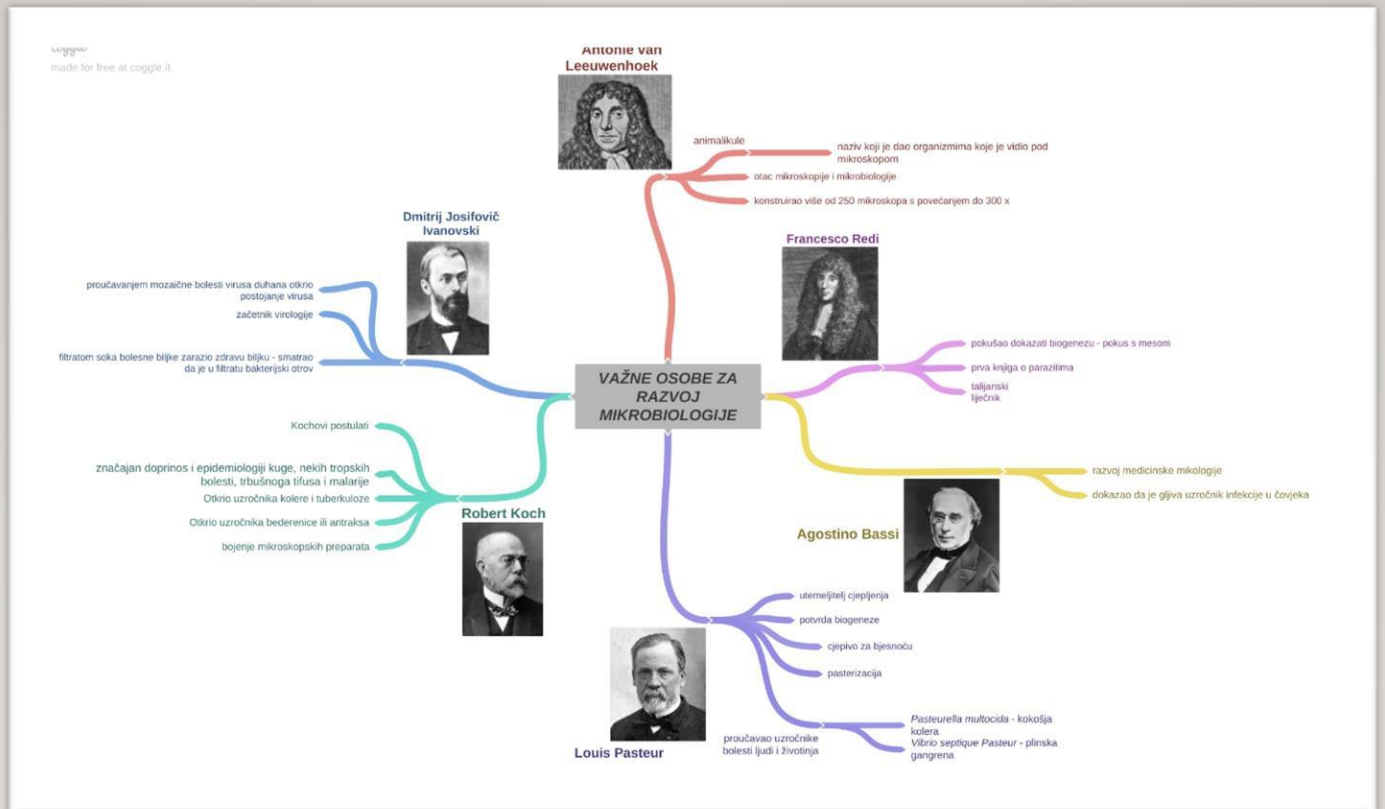 coggle
made for free at coggle.it
Antonie van
Leeuwenhoek
animalikule
naziv koji je dao organizmima koje je vidio pod
mikroskopom
otac mikroskopije i mikrobiologije
konstruirao više od 250 mikroskopa s povećanjem do 300 x
Dmitrij Josifovič
Ivanovski
proučavanjem mozaične bolesti virusa duhana otkrio
postojanje virusa
začetnik virologije
filtratom soka bolesne biljke zarazio zdravu biljku - smatrao
da je u filtratu bakterijski otrov
Francesco Redi
pokušao dokazati biogenezu - pokus s mesom
prva knjiga o parazitima
talijanski
liječnik
VAŽNE OSOBE ZA
RAZVOJ
MIKROBIOLOGIJE
Kochovi postulati
značajan doprinos i epidemiologiji kuge, nekih tropskih
bolesti, trbušnoga tifusa i malarije
Otkrio uzročnika kolere i tuberkuloze
Otkrio uzročnika bederenice ili antraksa
bojenje mikroskopskih preparata
Robert Koch
razvoj medicinske mikologije
dokazao da je gljiva uzročnik infekcije u čovjeka
Agostino Bassi
utemeljitelj cjepljenja
potvrda biogeneze
cjepivo za bjesnoću
pasterizacija
proučavao uzročnike
bolesti ljudi i životinja
Pasteurella multocida - kokošja
kolera
Vibrio septique Pasteur - plinska
gangrena
Louis Pasteur